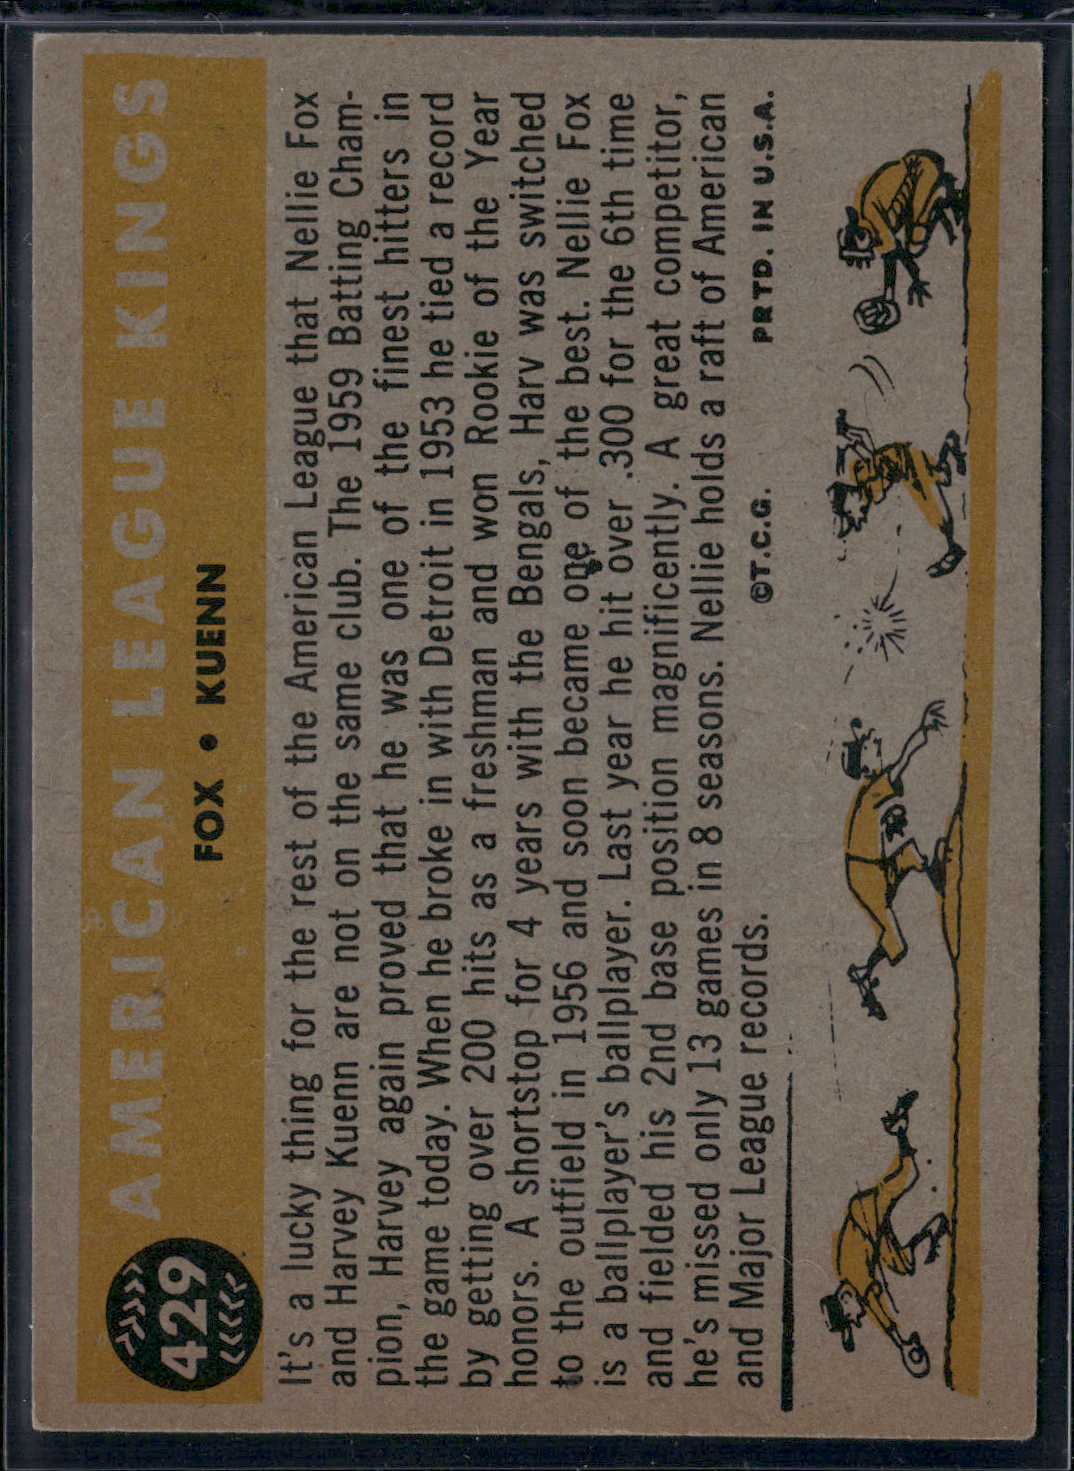 429
AMERICAN LEAGUE KINGS
FOX • KUENN
It's a lucky thing for the rest of the American League that Nellie Fox
and Harvey Kuenn are not on the same club. The 1959 Batting Cham-
pion, Harvey again proved that he was one of the finest hitters in
the game today. When he broke in with Detroit in 1953 he tied a record
by getting over 200 hits as a freshman and won Rookie of the Year
honors. A shortstop for 4 years with the Bengals, Harv was switched
to the outfield in 1956 and soon became one of the best. Nellie Fox
is a ballplayer's ballplayer. Last year he hit over .300 for the 6th time
and fielded his 2nd base position magnificently. A great competitor,
he's missed only 13 games in 8 seasons. Nellie holds a raft of American
and Major League records.
©T.C.G.
PRTD. IN U.S.A.